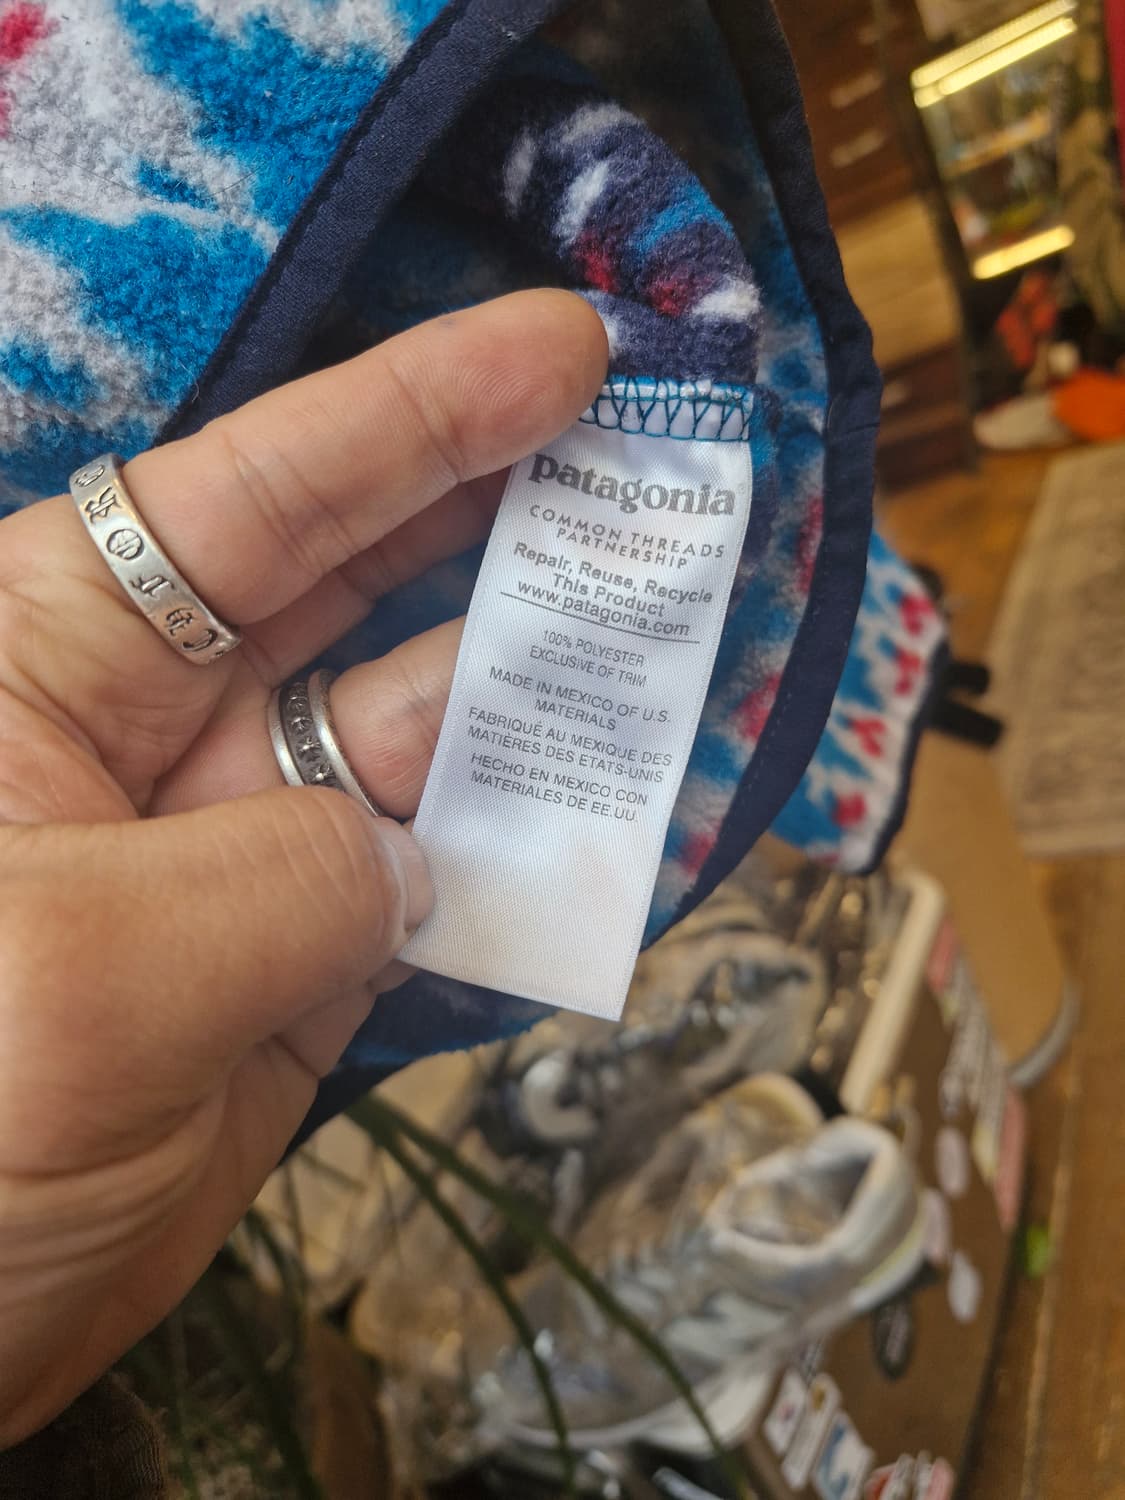 patagonia
COMMON THREADS
PARTNERSHIP
Repair, Reuse, Recycle
This Product
www.patagonia.com
100% POLYESTER
EXCLUSIVE OF TRIM
MADE IN MEXICO OF U.S.
MATERIALS
FABRIQUÉ AU MEXIQUE DES
MATIÈRES DES ETATS-UNIS
HECHO EN MEXICO CON
MATERIALES DE EE.UU.